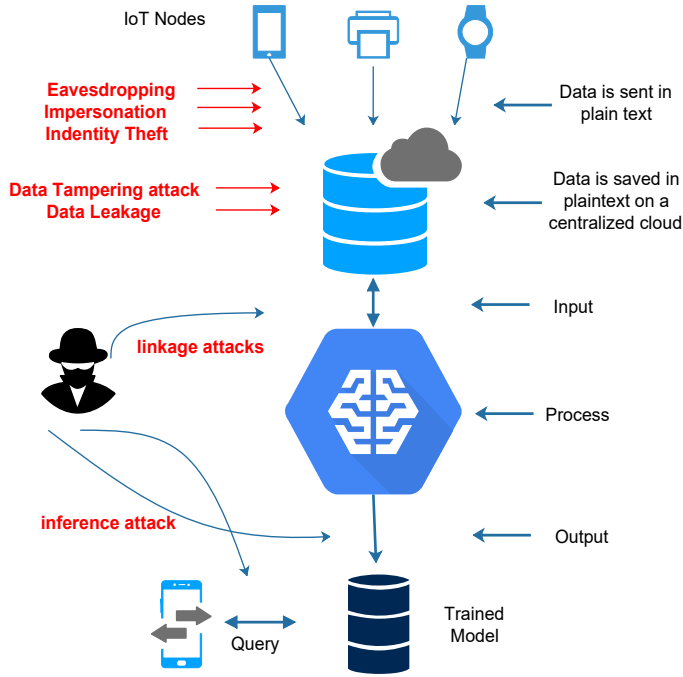 IoT Nodes
Eavesdropping
Impersonation
Indentity Theft
Data is sent in
plain text
Data Tampering attack
Data Leakage
Data is saved in
plaintext on a
centralized cloud
Input
linkage attacks
Process
inference attack
Output
Query
Trained
Model